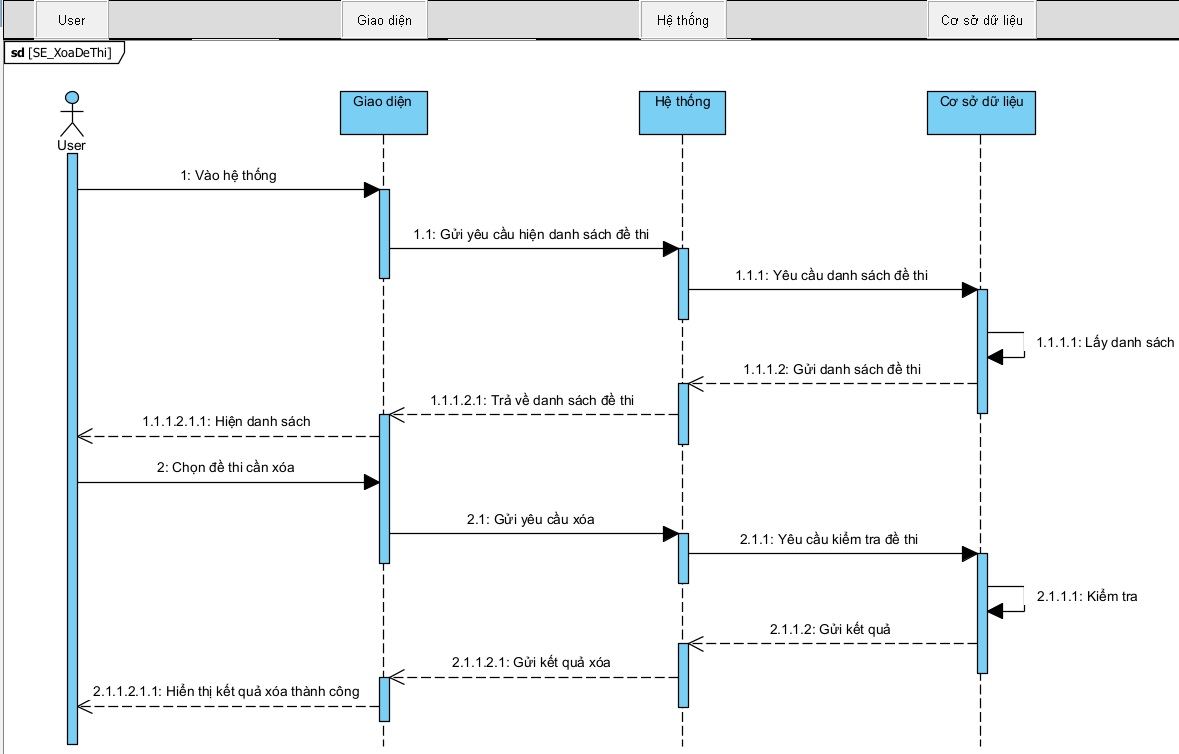 User
Giao diện
Hệ thống
Cơ sở dữ liệu
sd [SE_XoaDeThi]
Giao diện
Hệ thống
Cơ sở dữ liệu
User
1: Vào hệ thống
1.1: Gửi yêu cầu hiện danh sách đề thi
1.1.1: Yêu cầu danh sách đề thi
1.1.1.1: Lấy danh sách
1.1.1.2: Gửi danh sách đề thi
1.1.1.2.1: Trả về danh sách đề thi
1.1.1.2.1.1: Hiện danh sách
2: Chọn đề thi cần xóa
2.1: Gửi yêu cầu xóa
2.1.1: Yêu cầu kiểm tra đề thi
2.1.1.1: Kiểm tra
2.1.1.2: Gửi kết quả
2.1.1.2.1: Gửi kết quả xóa
2.1.1.2.1.1: Hiển thị kết quả xóa thành công